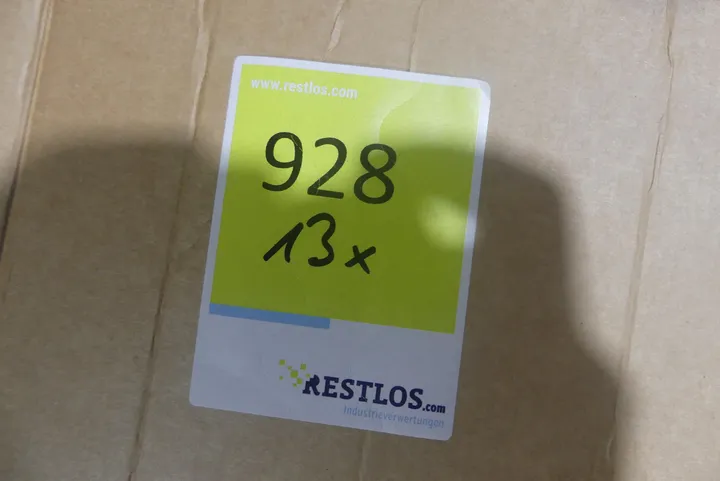 www.restlos.com
928
13x
RESTLOS.com
Industrieverwertungen